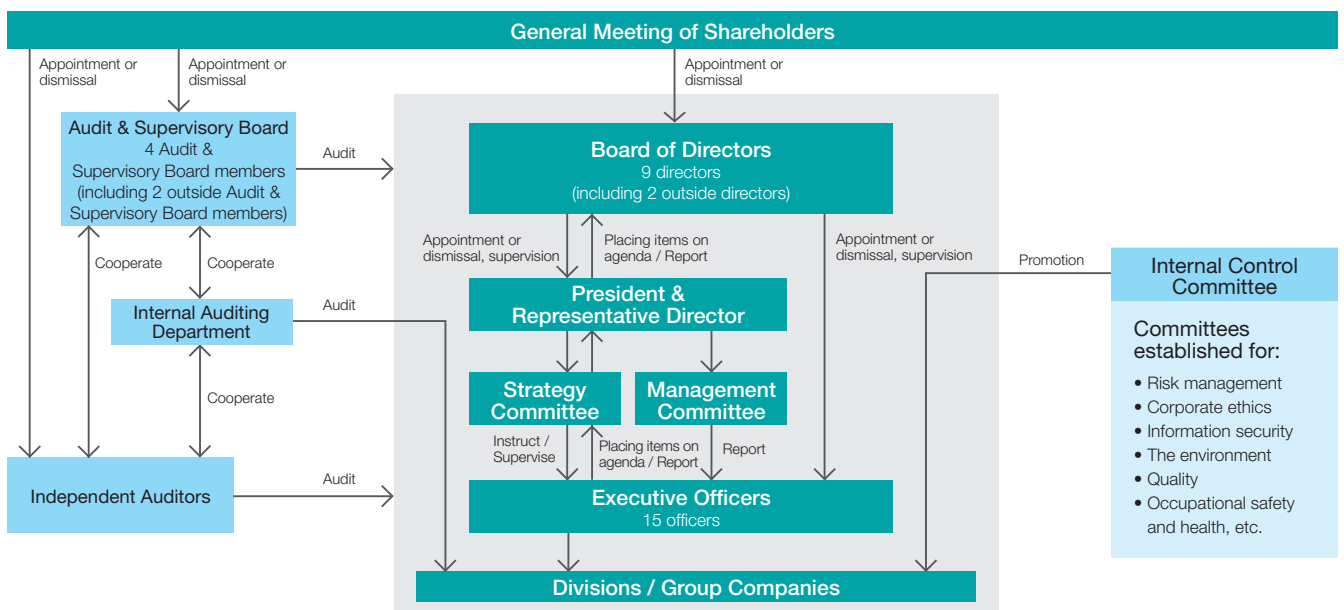 General Meeting of Shareholders
Appointment or
dismissal
Appointment or
dismissal
Appointment or
dismissal
Audit & Supervisory Board
4 Audit &
Supervisory Board members
(including 2 outside Audit &
Supervisory Board members)
Audit
Board of Directors
9 directors
(including 2 outside directors)
Cooperate
Cooperate
Appointment or
dismissal, supervision
Placing items on
agenda / Report
Appointment or
dismissal, supervision
Promotion
Internal Control
Committee
Internal Auditing
Department
Audit
President &
Representative Director
Committees
established for:
• Risk management
• Corporate ethics
• Information security
• The environment
• Quality
• Occupational safety
and health, etc.
Cooperate
Strategy
Committee
Management
Committee
Instruct /
Supervise
Placing items on
agenda / Report
Report
Independent Auditors
Audit
Executive Officers
15 officers
Divisions / Group Companies